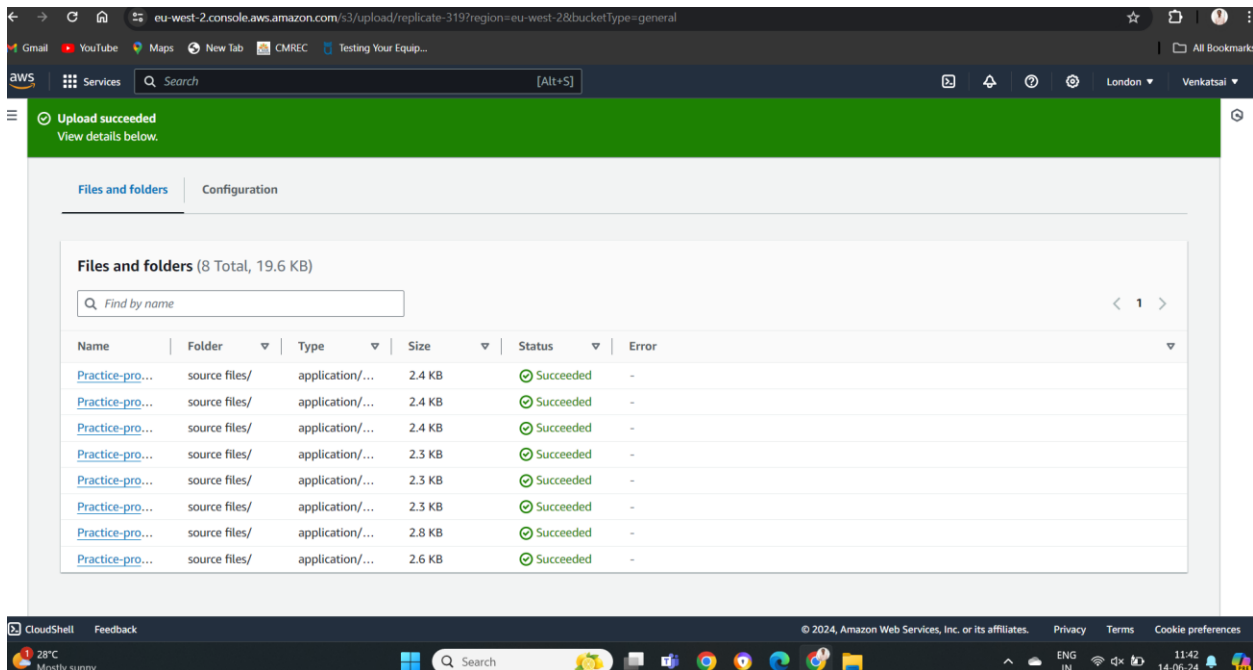 eu-west-2.console.aws.amazon.com/s3/upload/replicate-319?region=eu-west-2&bucketType=general
Gmail YouTube Maps New Tab CMREC Testing Your Equip... All Bookmarks
aws Services Search [Alt+S] London Venkatsai
Upload succeeded
View details below.
Files and folders Configuration
Files and folders (8 Total, 19.6 KB)
Find by name 1
Name Folder Type Size Status Error
Practice-pro... source files/ application/... 2.4 KB Succeeded -
Practice-pro... source files/ application/... 2.4 KB Succeeded -
Practice-pro... source files/ application/... 2.4 KB Succeeded -
Practice-pro... source files/ application/... 2.3 KB Succeeded -
Practice-pro... source files/ application/... 2.3 KB Succeeded -
Practice-pro... source files/ application/... 2.3 KB Succeeded -
Practice-pro... source files/ application/... 2.8 KB Succeeded -
Practice-pro... source files/ application/... 2.6 KB Succeeded -
CloudShell Feedback © 2024, Amazon Web Services, Inc. or its affiliates. Privacy Terms Cookie preferences
1 28°C Search ENG 11:42
Mostly sunny IN 14-06-24